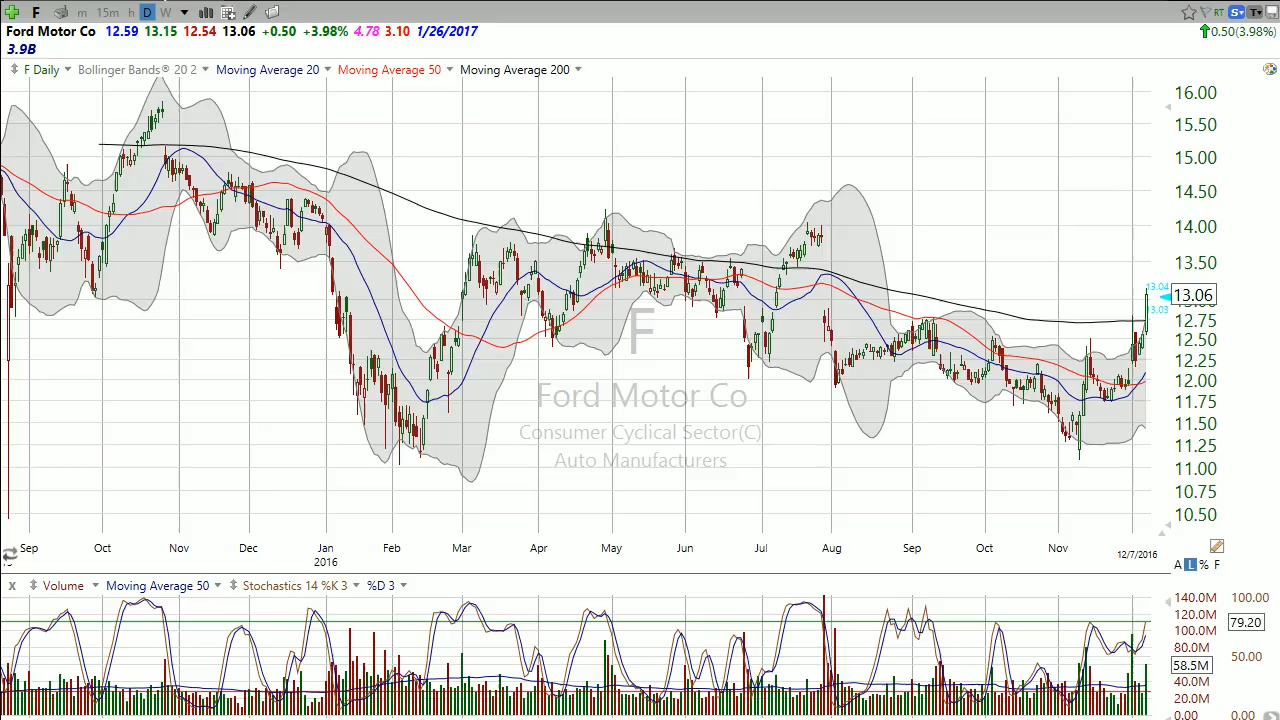 F m 15m h D W RT S T
Ford Motor Co 12.59 13.15 12.54 13.06 +0.50 +3.98% 4.78 3.10 1/26/2017 0.50(3.98%)
3.9B
F Daily Bollinger Bands® 20 2 Moving Average 20 Moving Average 50 Moving Average 200
16.00
15.50
15.00
14.50
14.00
13.50
13.04
13.06
13.03
12.75
12.50
12.25
12.00
11.75
11.50
11.25
11.00
10.75
10.50
F
Ford Motor Co
Consumer Cyclical Sector(C)
Auto Manufacturers
Sep Oct Nov Dec Jan Feb Mar Apr May Jun Jul Aug Sep Oct Nov
2016 12/7/2016
A L % F
X Volume Moving Average 50 Stochastics 14 %K 3 %D 3
140.0M 100.00
120.0M 79.20
100.0M
80.0M 50.00
58.5M
40.0M
20.0M
0.00 0.00